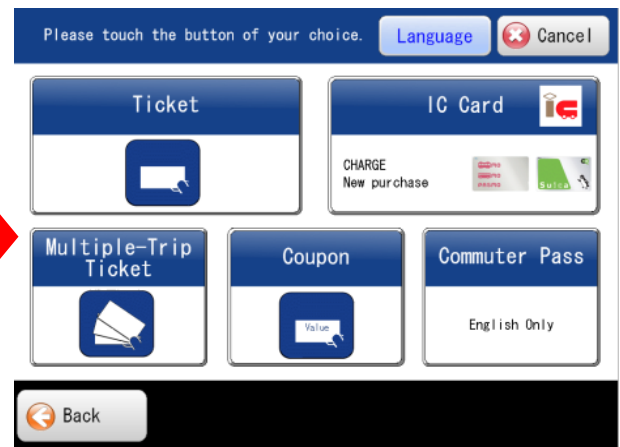 Please touch the button of your choice.
Language
Cancel
Ticket
IC Card
CHARGE
New purchase
pasmo
Suica
Multiple-Trip
Ticket
Coupon
Value
Commuter Pass
English Only
Back